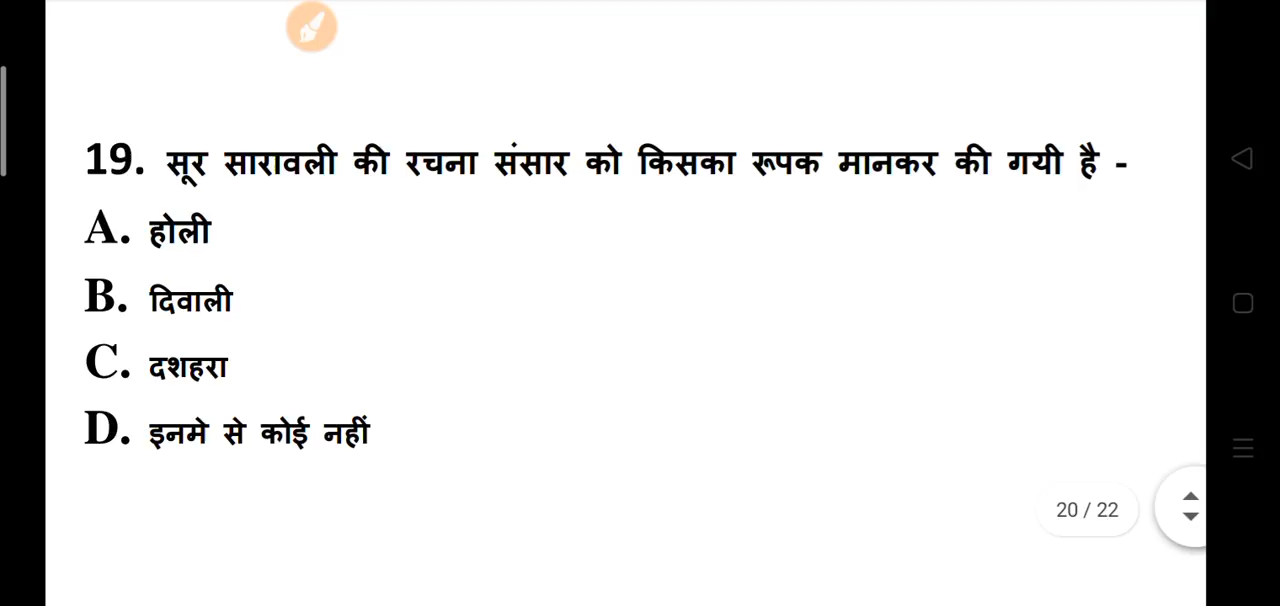 19. सूर सारावली की रचना संसार को किसका रूपक मानकर की गयी है -
A. होली
B. दिवाली
C. दशहरा
D. इनमे से कोई नहीं
20 / 22